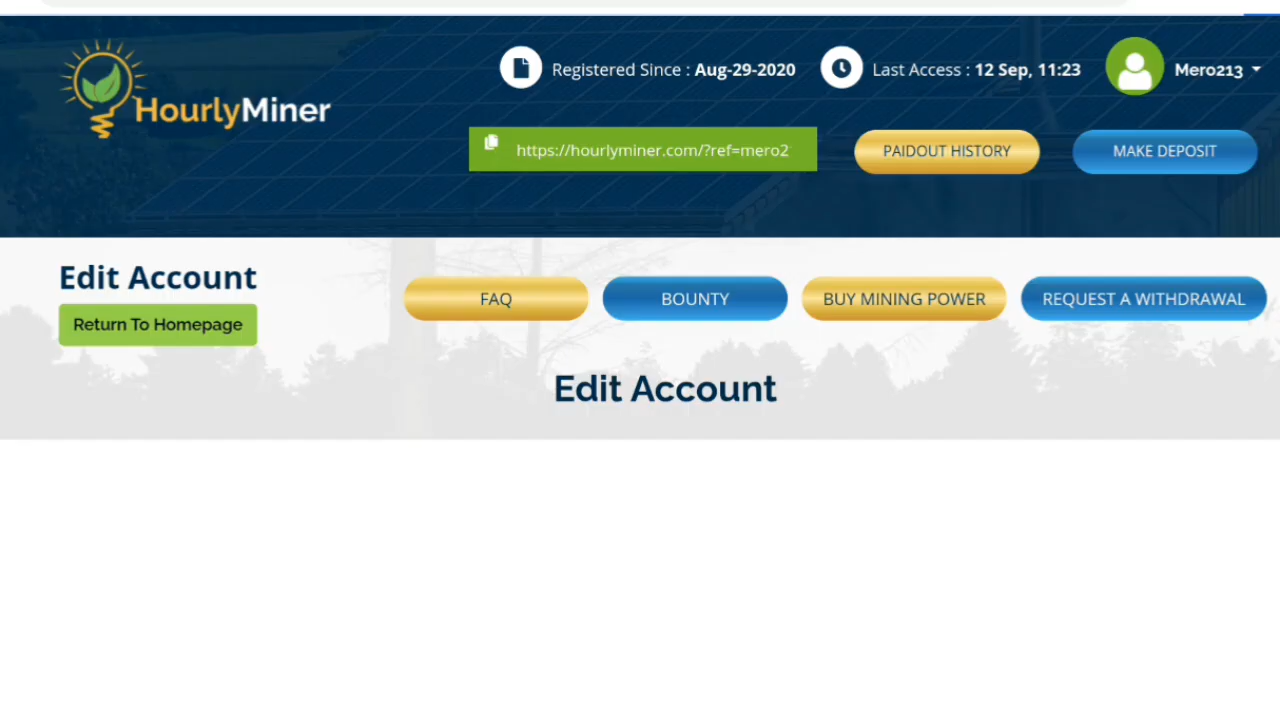 HourlyMiner
Registered Since : Aug-29-2020
Last Access : 12 Sep, 11:23
Mero213
https://hourlyminer.com/?ref=mero2
PAIDOUT HISTORY
MAKE DEPOSIT
Edit Account
Return To Homepage
FAQ
BOUNTY
BUY MINING POWER
REQUEST A WITHDRAWAL
Edit Account